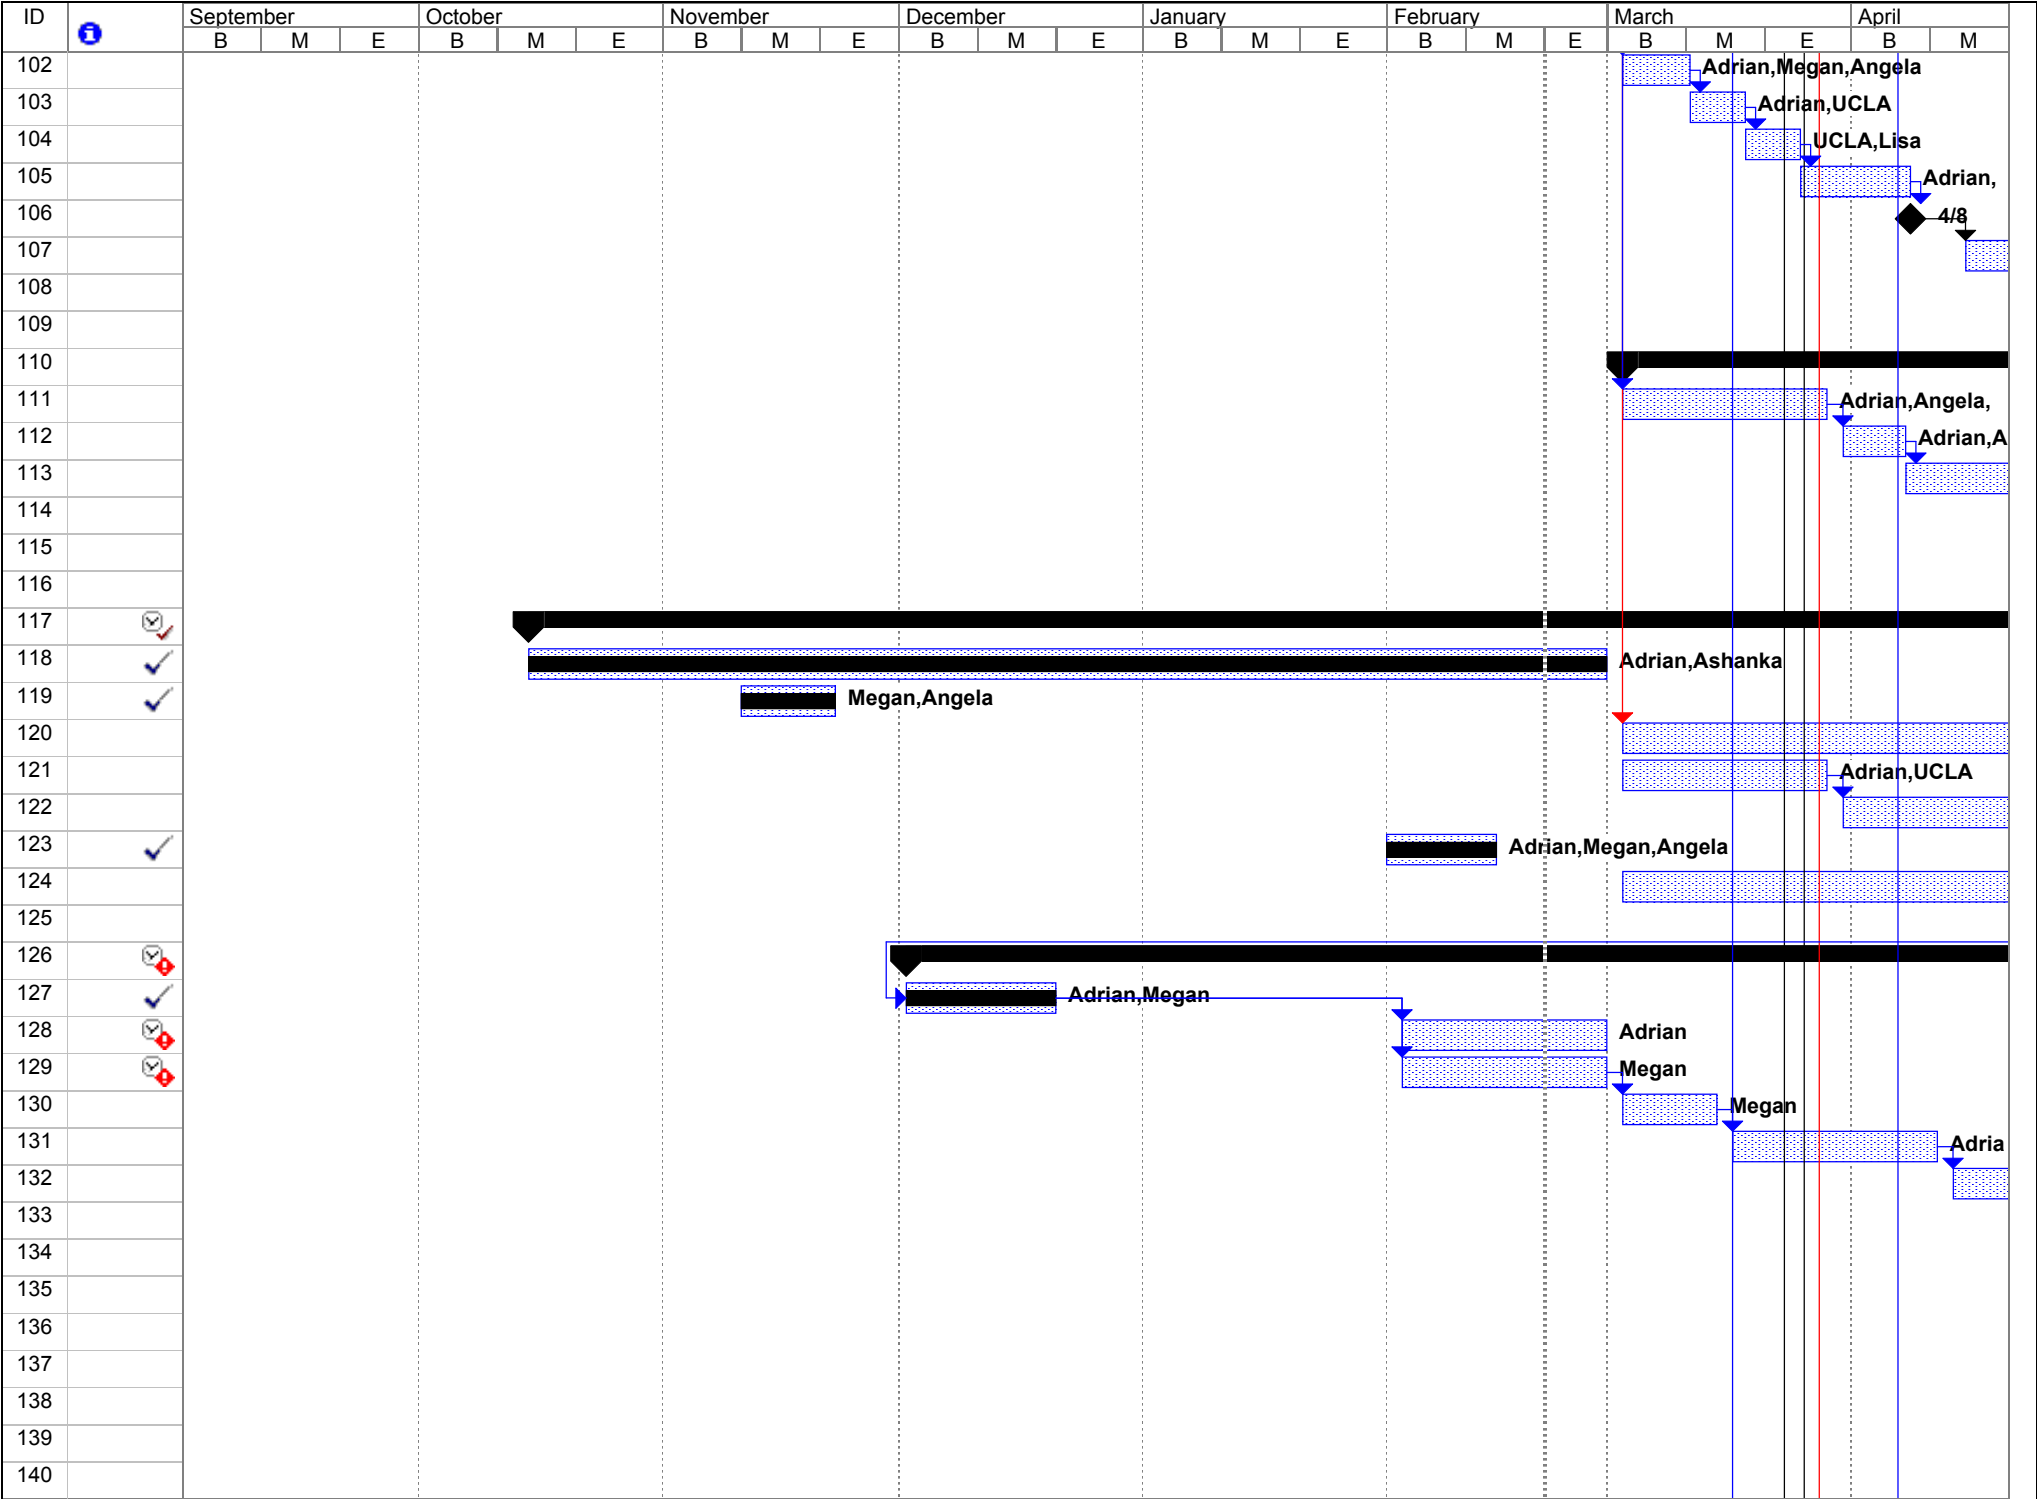 ID September October November December January February March April
B M E B M E B M E B M E B M E B M E B M E B M
102 Adrian,Megan,Angela
103 Adrian,UCLA
104 UCLA,Lisa
105 Adrian,
106 4/8
107
108
109
110
111 Adrian,Angela,
112 Adrian,A
113
114
115
116
117
118 Adrian,Ashanka
119 Megan,Angela
120
121 Adrian,UCLA
122
123 Adrian,Megan,Angela
124
125
126
127 Adrian,Megan
128 Adrian
129 Megan
130 Megan
131 Adria
132
133
134
135
136
137
138
139
140